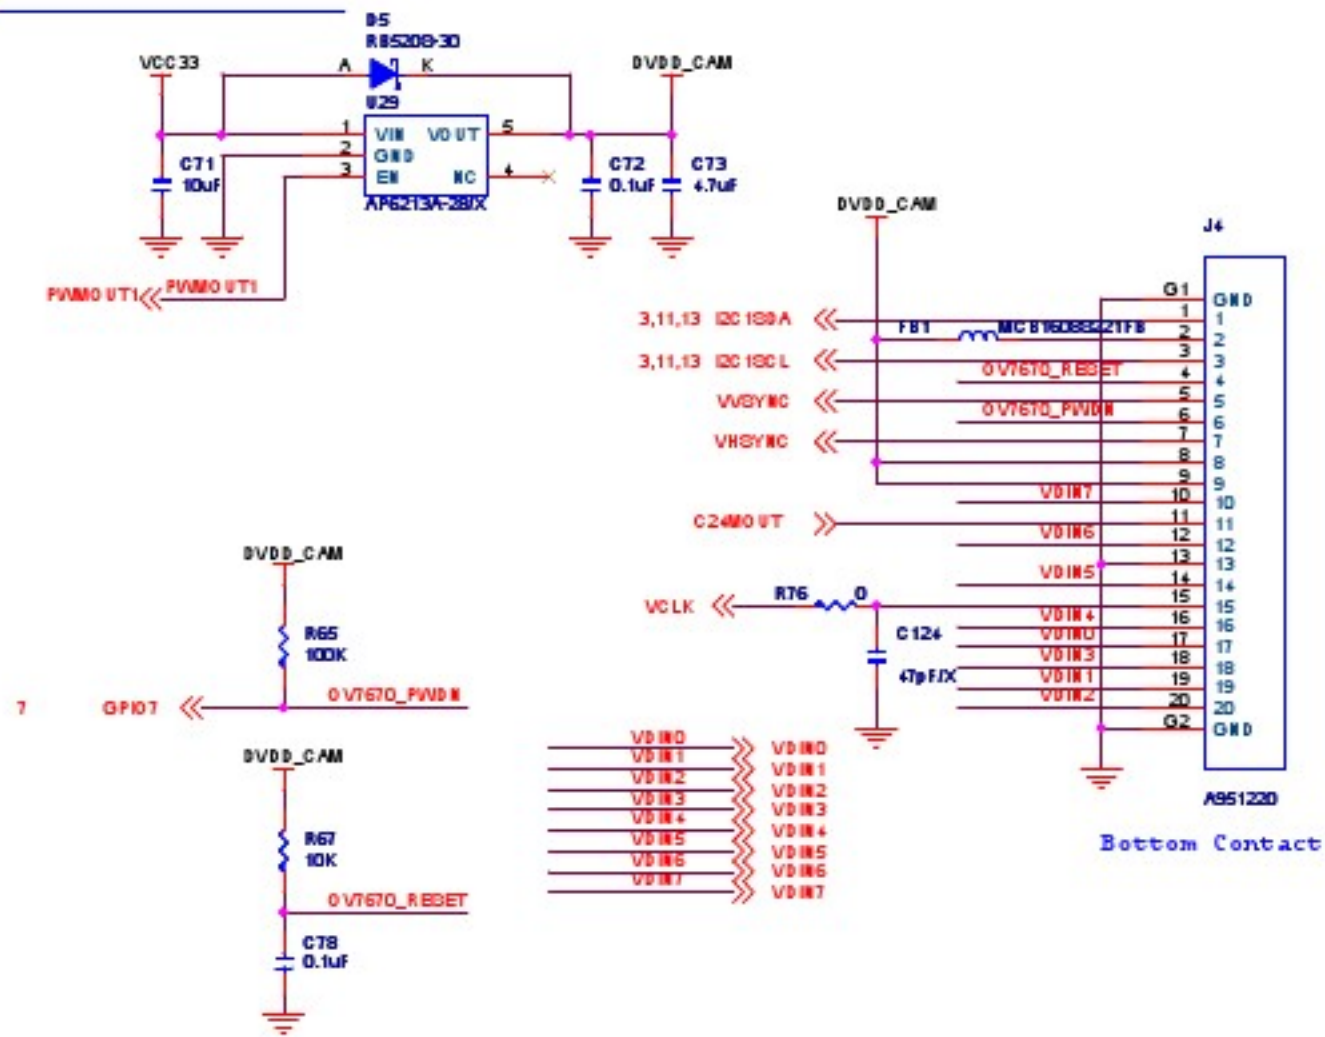 D5
RB520S-30
VCC33
A
K
DVDD_CAM
U29
1
VIN
VOUT
5
2
GND
3
EN
NC
4
C71
10uF
C72
0.1uF
C73
4.7uF
PWMOUT1
PWMOUT1
DVDD_CAM
J4
G1
GND
3,11,13
I2C1SDA
1
1
FB1
2
2
3,11,13
I2C1SCL
3
3
OV7670_RESET
4
4
VVSYNC
5
5
OV7670_PWDN
6
6
VHSYNC
7
7
8
8
9
9
VDIN7
10
10
C24MOUT
11
11
VDIN6
12
12
13
13
VDIN5
14
14
VCLK
R76
0
15
15
VDIN4
16
16
VDIN0
17
17
VDIN3
18
18
VDIN1
19
19
VDIN2
20
20
G2
GND
C124
47pF/X
A951220
Bottom Contact
DVDD_CAM
R65
100K
7
GPIO7
OV7670_PWDN
DVDD_CAM
R67
10K
OV7670_RESET
C78
0.1uF
VDIN0
VDIN0
VDIN1
VDIN1
VDIN2
VDIN2
VDIN3
VDIN3
VDIN4
VDIN4
VDIN5
VDIN5
VDIN6
VDIN6
VDIN7
VDIN7